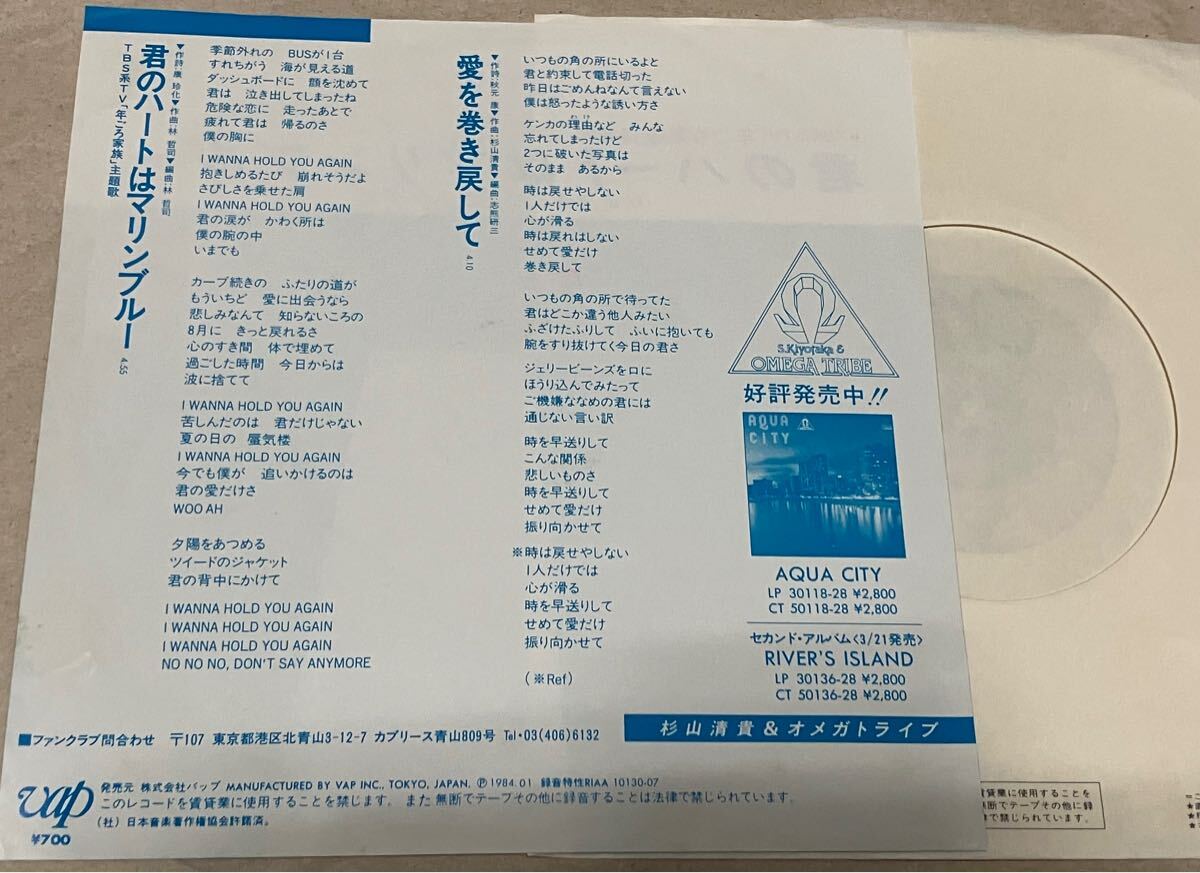 君のハートはマリンブルー 4:55
TBS系TV「年ごろ家族」主題歌
▼作詩:康 珍化▼作曲:林 哲司▼編曲:林 哲司
季節外れの BUSが1台
すれちがう 海が見える道
ダッシュボードに 顔を沈めて
君は 泣き出してしまったね
危険な恋に 走ったあとで
疲れて君は 帰るのさ
僕の胸に
I WANNA HOLD YOU AGAIN
抱きしめるたび 崩れそうだよ
さびしさを乗せた肩
I WANNA HOLD YOU AGAIN
君の涙が かわく所は
僕の腕の中
いまでも
カーブ続きの ふたりの道が
もういちど 愛に出会うなら
悲しみなんて 知らないころの
8月に きっと戻れるさ
心のすき間 体で埋めて
過ごした時間 今日からは
波に捨てて
I WANNA HOLD YOU AGAIN
苦しんだのは 君だけじゃない
夏の日の 蜃気楼
I WANNA HOLD YOU AGAIN
今でも僕が 追いかけるのは
君の愛だけさ
WOO AH
夕陽をあつめる
ツイードのジャケット
君の背中にかけて
I WANNA HOLD YOU AGAIN
I WANNA HOLD YOU AGAIN
I WANNA HOLD YOU AGAIN
NO NO NO, DON'T SAY ANYMORE
愛を巻き戻して 4:10
▼作詩:秋元 康▼作曲:杉山清貴▼編曲:志熊研三
いつもの角の所にいるよと
君と約束して電話切った
昨日はごめんねなんて言えない
僕は怒ったような誘い方さ
ケンカの理由(わけ)など みんな
忘れてしまったけど
2つに破いた写真は
そのまま あるから
時は戻せやしない
1人だけでは
心が滑る
時は戻れはしない
せめて愛だけ
巻き戻して
いつもの角の所で待ってた
君はどこか違う他人みたい
ふざけたふりして ふいに抱いても
腕をすり抜けてく今日の君さ
ジェリービーンズを口に
ほうり込んでみたって
ご機嫌ななめの君には
通じない言い訳
時を早送りして
こんな関係
悲しいものさ
時を早送りして
せめて愛だけ
振り向かせて
※時は戻せやしない
1人だけでは
心が滑る
時を早送りして
せめて愛だけ
振り向かせて
(※Ref)
S.Kiyotaka &
OMEGA TRIBE
好評発売中!!
AQUA
CITY
AQUA CITY
LP 30118-28 ¥2,800
CT 50118-28 ¥2,800
セカンド・アルバム〈3/21発売〉
RIVER'S ISLAND
LP 30136-28 ¥2,800
CT 50136-28 ¥2,800
杉山清貴&オメガトライブ
■ファンクラブ問合わせ 〒107 東京都港区北青山3-12-7 カプリース青山809号 Tel・03(406)6132
vap
¥700
発売元 株式会社バップ MANUFACTURED BY VAP INC., TOKYO, JAPAN. Ⓟ1984.01 録音特性RIAA 10130-07
このレコードを賃貸業に使用することを禁じます。また無断でテープその他に録音することは法律で禁じられています。
(社)日本音楽著作権協会許諾済。
賃貸業に使用することを
無断でテープその他に録
律で禁じられています。